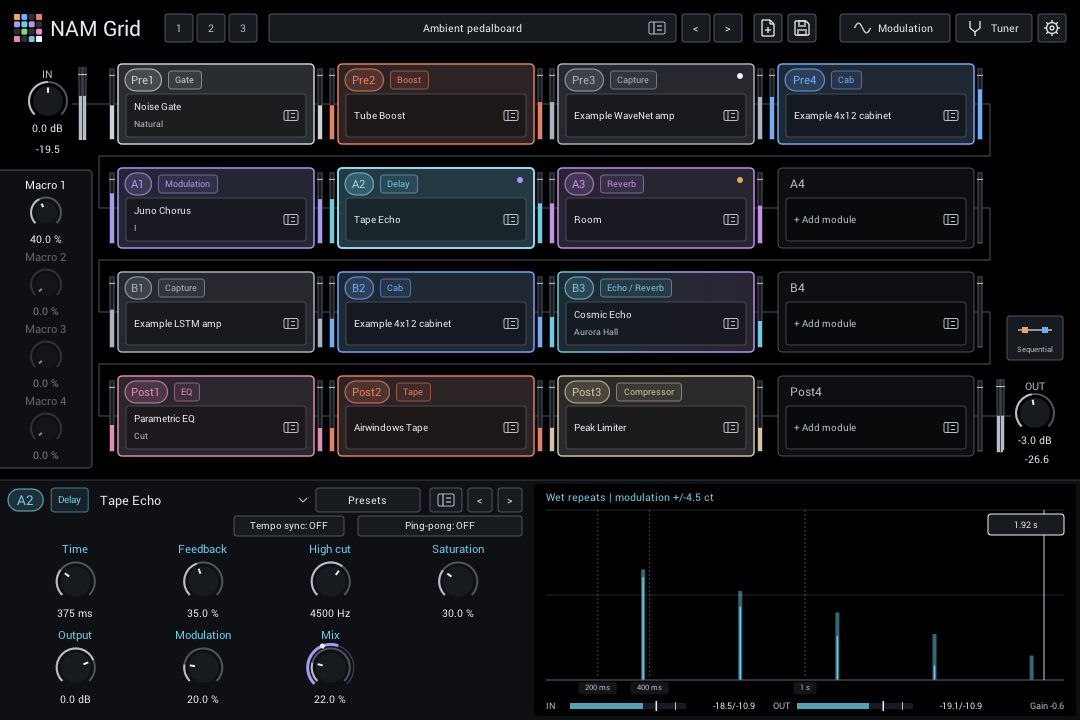 NAM Grid
1
2
3
Ambient pedalboard
<
>
Modulation
Tuner
IN
0.0 dB
-19.5
Pre1
Gate
Noise Gate
Natural
Pre2
Boost
Tube Boost
Pre3
Capture
Example WaveNet amp
Pre4
Cab
Example 4x12 cabinet
Macro 1
40.0 %
Macro 2
0.0 %
Macro 3
0.0 %
Macro 4
0.0 %
A1
Modulation
Juno Chorus
I
A2
Delay
Tape Echo
A3
Reverb
Room
A4
+ Add module
B1
Capture
Example LSTM amp
B2
Cab
Example 4x12 cabinet
B3
Echo / Reverb
Cosmic Echo
Aurora Hall
B4
+ Add module
Sequential
Post1
EQ
Parametric EQ
Cut
Post2
Tape
Airwindows Tape
Post3
Compressor
Peak Limiter
Post4
+ Add module
OUT
-3.0 dB
-26.6
A2
Delay
Tape Echo
Presets
<
>
Tempo sync: OFF
Ping-pong: OFF
Time
375 ms
Feedback
35.0 %
High cut
4500 Hz
Saturation
30.0 %
Output
0.0 dB
Modulation
20.0 %
Mix
22.0 %
Wet repeats | modulation +/-4.5 ct
1.92 s
200 ms
400 ms
1 s
IN
-18.5/-10.9
OUT
-19.1/-10.9
Gain -0.6